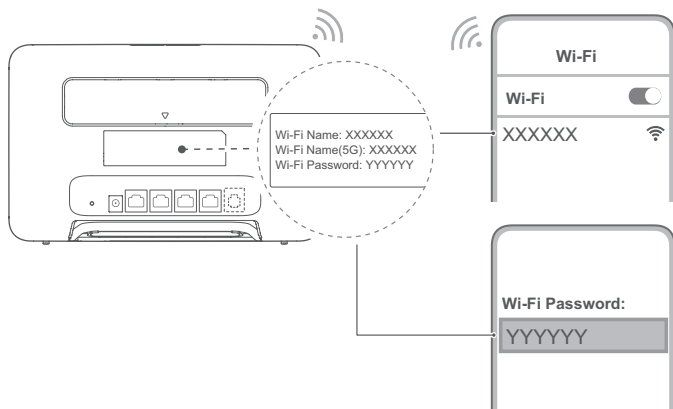 Wi-Fi Name: XXXXXX
Wi-Fi Name(5G): XXXXXX
Wi-Fi Password: YYYYYY
Wi-Fi
Wi-Fi
XXXXXX
Wi-Fi Password:
YYYYYY